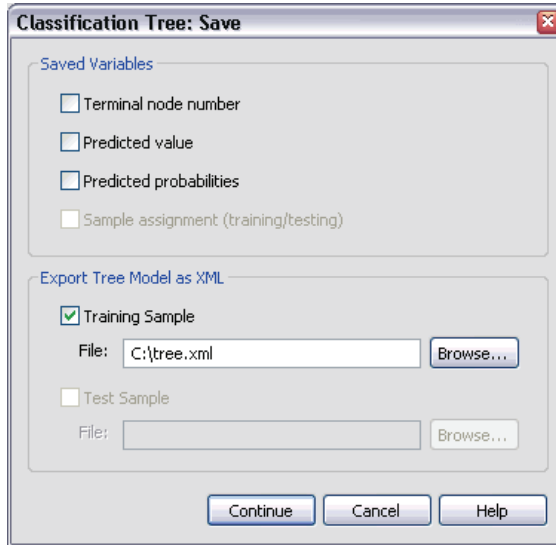 Classification Tree: Save
Saved Variables
Terminal node number
Predicted value
Predicted probabilities
Sample assignment (training/testing)
Export Tree Model as XML
Training Sample
File: C:\tree.xml Browse...
Test Sample
File: Browse...
Continue Cancel Help